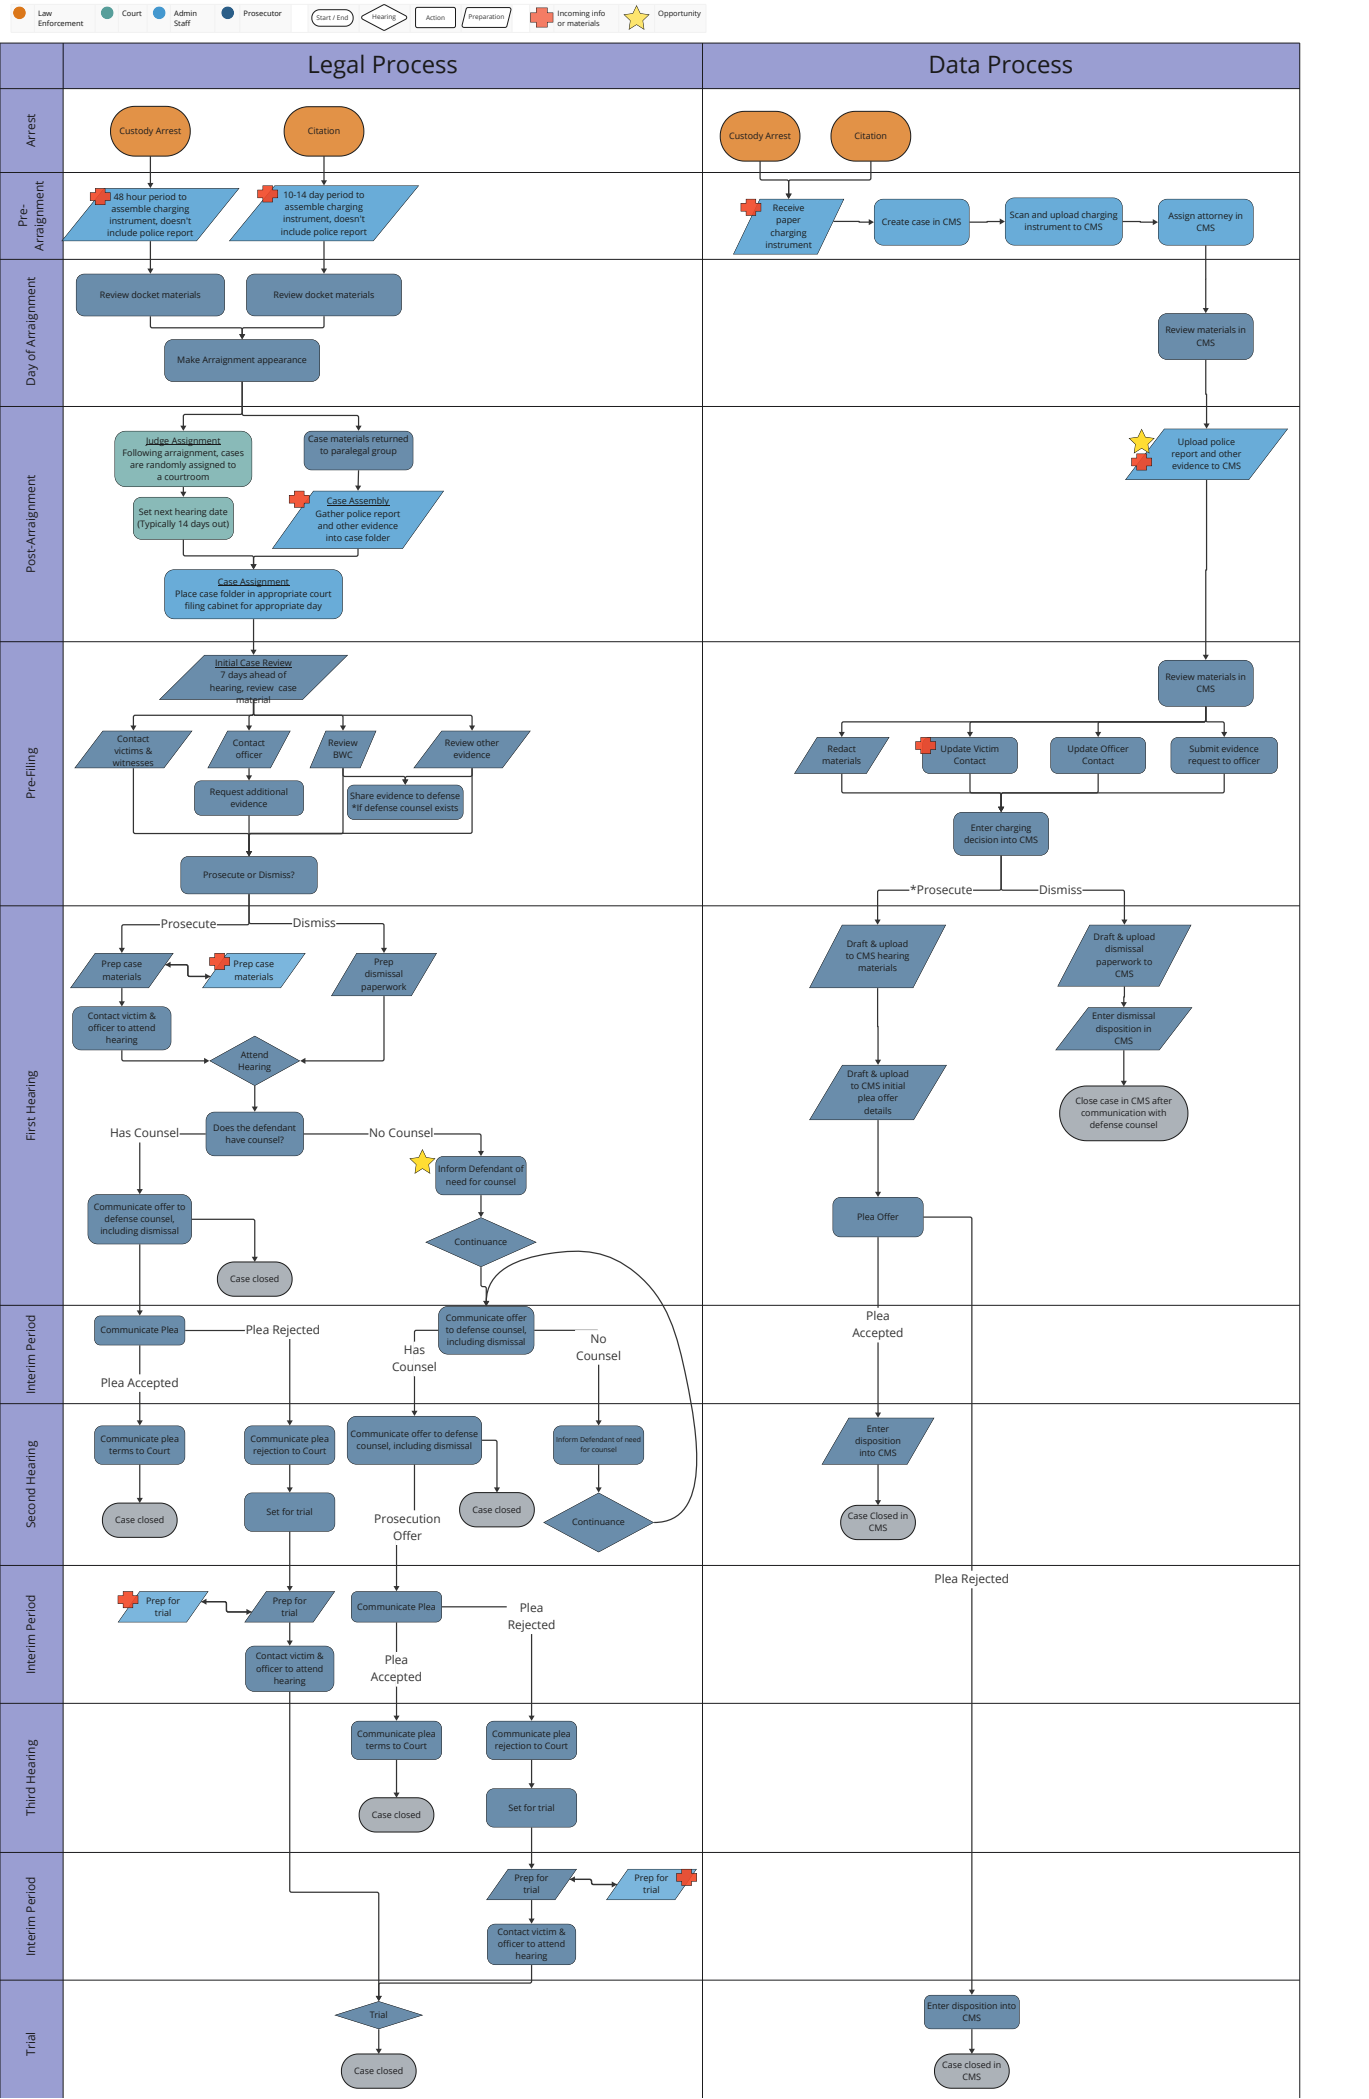 Law
Enforcement
Court
Admin
Staff
Prosecutor
Start / End
Hearing
Action
Preparation
Incoming info
or materials
Opportunity
Legal Process
Data Process
Arrest
Custody Arrest
Citation
Custody Arrest
Citation
Pre-
Arraignment
48 hour period to
assemble charging
instrument, doesn't
include police report
10-14 day period to
assemble charging
instrument, doesn't
include police report
Receive
paper
charging
instrument
Create case in CMS
Scan and upload charging
instrument to CMS
Assign attorney in
CMS
Day of Arraignment
Review docket materials
Review docket materials
Make Arraignment appearance
Review materials in
CMS
Post-Arraignment
Judge Assignment
Following arraignment, cases
are randomly assigned to
a courtroom
Case materials returned
to paralegal group
Set next hearing date
(Typically 14 days out)
Case Assembly
Gather police report
and other evidence
into case folder
Case Assignment
Place case folder in appropriate court
filing cabinet for appropriate day
Upload police
report and other
evidence to CMS
Pre-Filing
Initial Case Review
7 days ahead of
hearing, review case
material
Contact
victims &
witnesses
Contact
officer
Review
BWC
Review other
evidence
Request additional
evidence
Share evidence to defense
*If defense counsel exists
Prosecute or Dismiss?
Review materials in
CMS
Redact
materials
Update Victim
Contact
Update Officer
Contact
Submit evidence
request to officer
Enter charging
decision into CMS
*Prosecute
Dismiss
First Hearing
Prosecute
Dismiss
Prep case
materials
Prep case
materials
Prep
dismissal
paperwork
Contact victim &
officer to attend
hearing
Attend
Hearing
Does the defendant
have counsel?
Has Counsel
No Counsel
Inform Defendant of
need for counsel
Communicate offer to
defense counsel,
including dismissal
Continuance
Case closed
Draft & upload
to CMS hearing
materials
Draft & upload
dismissal
paperwork to
CMS
Enter dismissal
disposition in
CMS
Draft & upload
to CMS initial
plea offer
details
Close case in CMS after
communication with
defense counsel
Plea Offer
Interim Period
Communicate Plea
Plea Rejected
Plea Accepted
Communicate offer
to defense counsel,
including dismissal
Has
Counsel
No
Counsel
Plea
Accepted
Second Hearing
Communicate plea
terms to Court
Communicate plea
rejection to Court
Communicate offer to defense
counsel, including dismissal
Inform Defendant of need
for counsel
Case closed
Set for trial
Case closed
Continuance
Prosecution
Offer
Enter
disposition
into CMS
Case Closed in
CMS
Interim Period
Prep for
trial
Prep for
trial
Communicate Plea
Plea
Rejected
Contact victim &
officer to attend
hearing
Plea
Accepted
Plea Rejected
Third Hearing
Communicate plea
terms to Court
Communicate plea
rejection to Court
Case closed
Set for trial
Interim Period
Prep for
trial
Prep for
trial
Contact victim &
officer to attend
hearing
Trial
Trial
Case closed
Enter disposition into
CMS
Case closed in
CMS